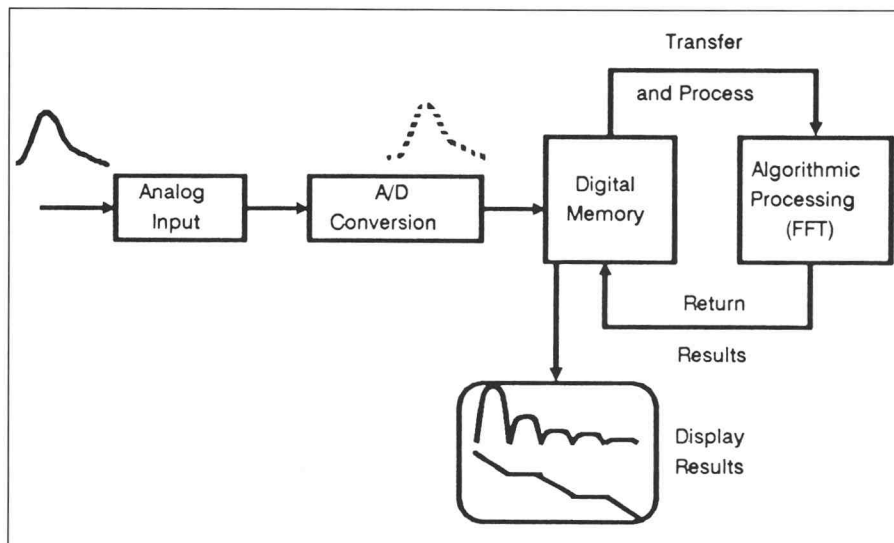 Transfer
and Process
Analog
Input
A/D
Conversion
Digital
Memory
Algorithmic
Processing
(FFT)
Return
Results
Display
Results